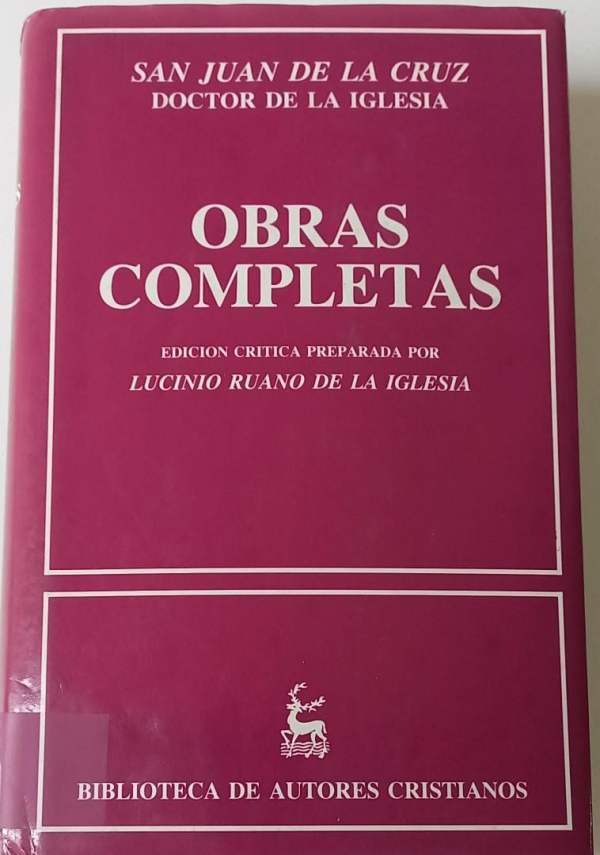 SAN JUAN DE LA CRUZ
DOCTOR DE LA IGLESIA
OBRAS
COMPLETAS
EDICION CRITICA PREPARADA POR
LUCINIO RUANO DE LA IGLESIA
BIBLIOTECA DE AUTORES CRISTIANOS